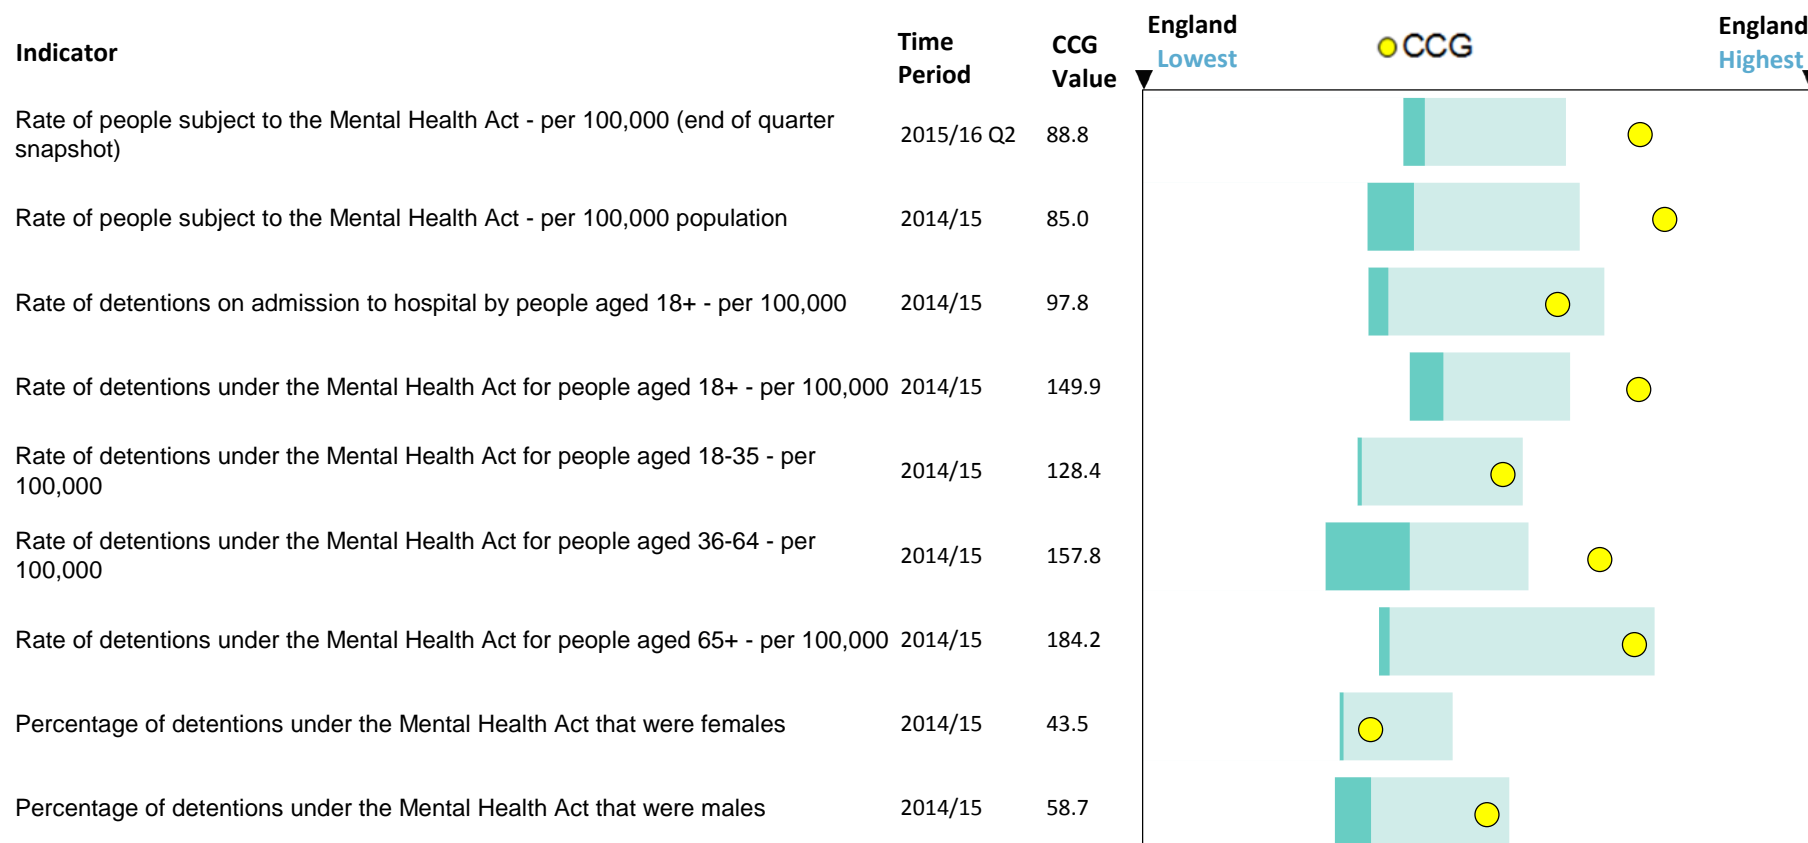 Indicator
Time Period
CCG Value
England Lowest
CCG
England Highest
Rate of people subject to the Mental Health Act - per 100,000 (end of quarter
snapshot)
2015/16 Q2 88.8
Rate of people subject to the Mental Health Act - per 100,000 population 2014/15 85.0
Rate of detentions on admission to hospital by people aged 18+ - per 100,000 2014/15 97.8
Rate of detentions under the Mental Health Act for people aged 18+ - per 100,000 2014/15 149.9
Rate of detentions under the Mental Health Act for people aged 18-35 - per
100,000
2014/15 128.4
Rate of detentions under the Mental Health Act for people aged 36-64 - per
100,000
2014/15 157.8
Rate of detentions under the Mental Health Act for people aged 65+ - per 100,000 2014/15 184.2
Percentage of detentions under the Mental Health Act that were females 2014/15 43.5
Percentage of detentions under the Mental Health Act that were males 2014/15 58.7